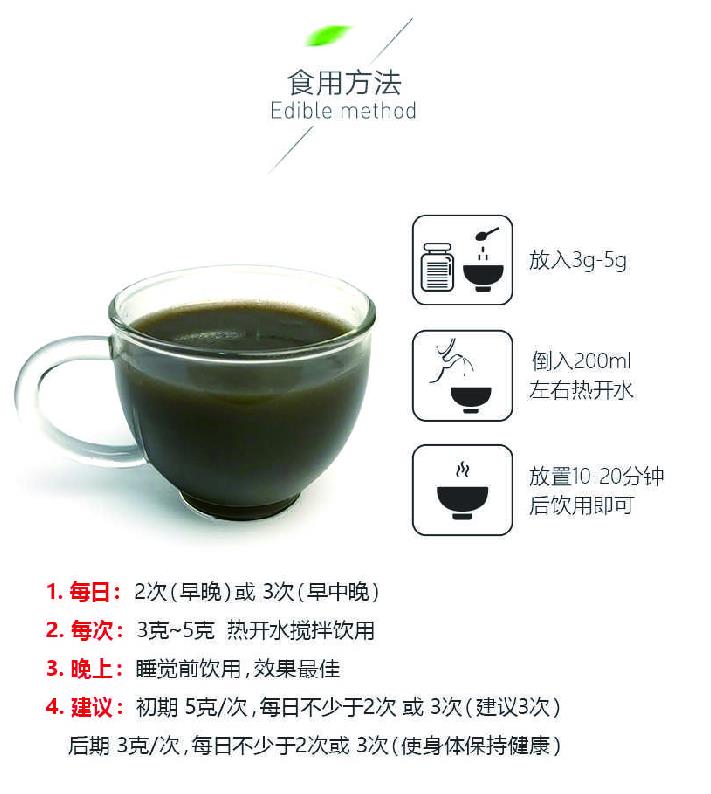 食用方法
Edible method
放入3g-5g
倒入200ml
左右热开水
放置10-20分钟
后饮用即可
1. 每日：2次(早晚)或 3次(早中晚)
2. 每次：3克~5克 热开水搅拌饮用
3. 晚上：睡觉前饮用,效果最佳
4. 建议：初期 5克/次,每日不少于2次 或 3次(建议3次)
后期 3克/次,每日不少于2次或 3次(使身体保持健康)